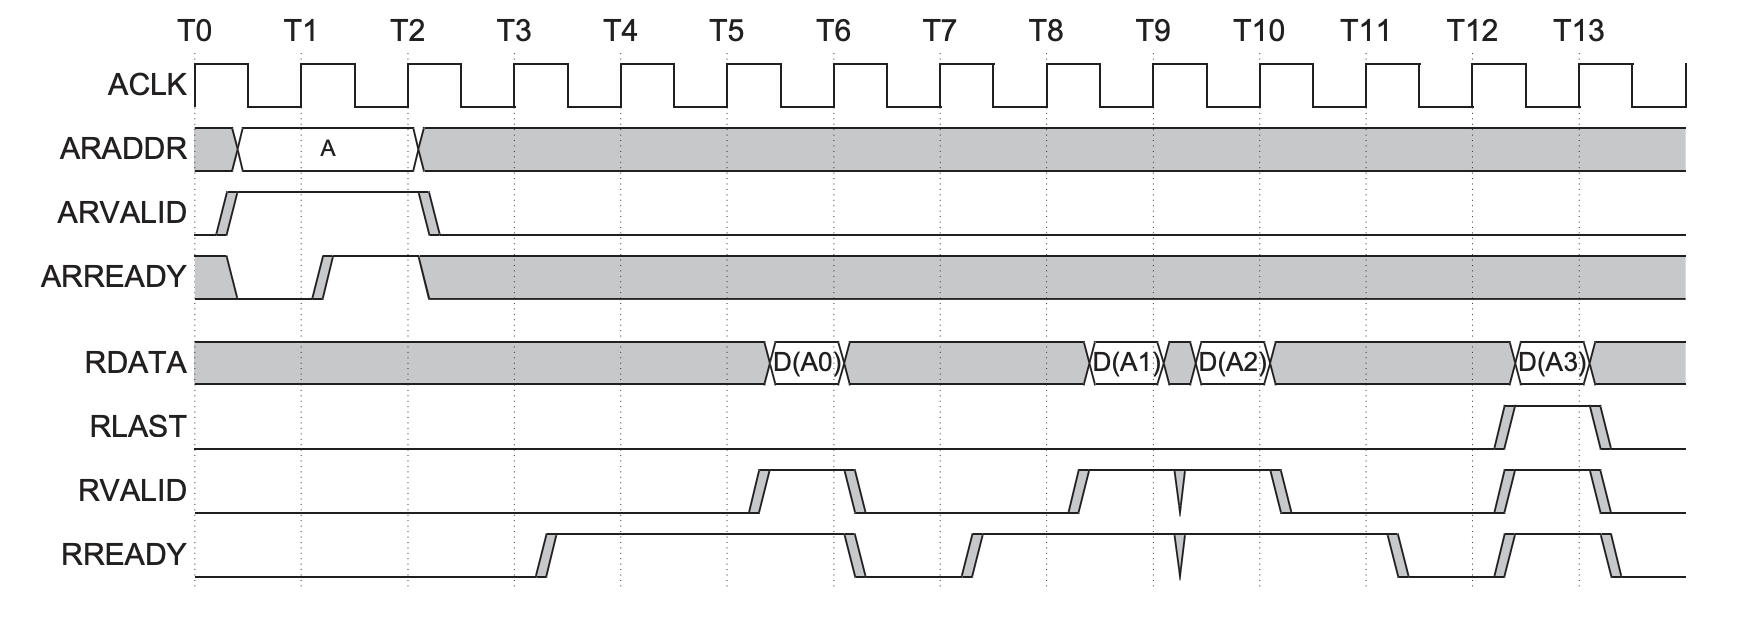 T0 T1 T2 T3 T4 T5 T6 T7 T8 T9 T10 T11 T12 T13
ACLK
ARADDR A
ARVALID
ARREADY
RDATA D(A0) D(A1) D(A2) D(A3)
RLAST
RVALID
RREADY